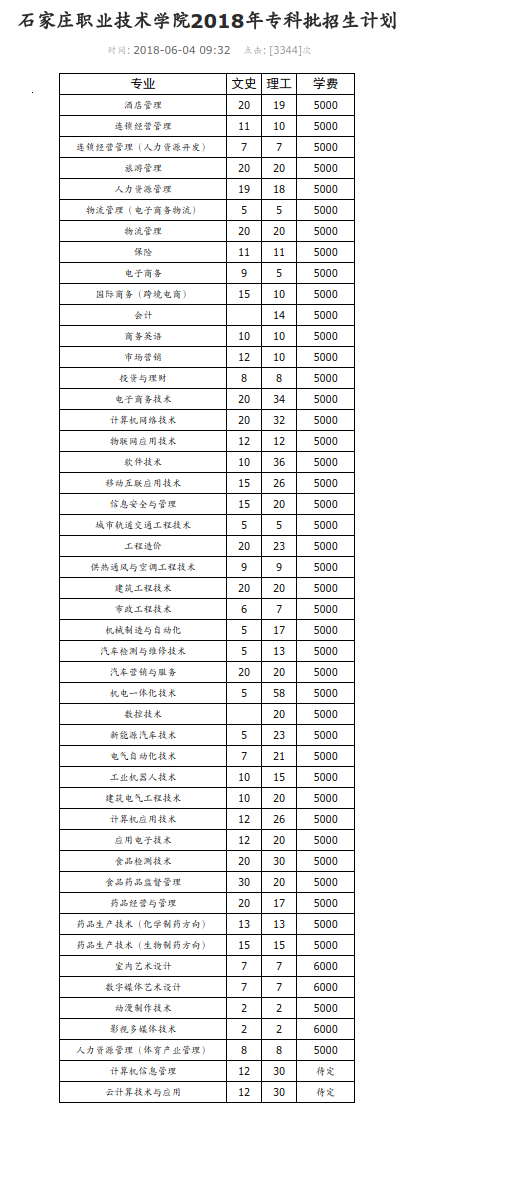 石家庄职业技术学院2018年专科批招生计划
时间: 2018-06-04 09:32 点击: [3344]次
专业 文史 理工 学费
酒店管理 20 19 5000
连锁经营管理 11 10 5000
连锁经营管理（人力资源开发） 7 7 5000
旅游管理 20 20 5000
人力资源管理 19 18 5000
物流管理（电子商务物流） 5 5 5000
物流管理 20 20 5000
保险 11 11 5000
电子商务 9 5 5000
国际商务（跨境电商） 15 10 5000
会计 14 5000
商务英语 10 10 5000
市场营销 12 10 5000
投资与理财 8 8 5000
电子商务技术 20 34 5000
计算机网络技术 20 32 5000
物联网应用技术 12 12 5000
软件技术 10 36 5000
移动互联应用技术 15 26 5000
信息安全与管理 15 20 5000
城市轨道交通工程技术 5 5 5000
工程造价 20 23 5000
供热通风与空调工程技术 9 9 5000
建筑工程技术 20 20 5000
市政工程技术 6 7 5000
机械制造与自动化 5 17 5000
汽车检测与维修技术 5 13 5000
汽车营销与服务 20 20 5000
机电一体化技术 5 58 5000
数控技术 20 5000
新能源汽车技术 5 23 5000
电气自动化技术 7 21 5000
工业机器人技术 10 15 5000
建筑电气工程技术 10 20 5000
计算机应用技术 12 26 5000
应用电子技术 12 20 5000
食品检测技术 20 30 5000
食品药品监督管理 30 20 5000
药品经营与管理 20 17 5000
药品生产技术（化学制药方向） 13 13 5000
药品生产技术（生物制药方向） 15 15 5000
室内艺术设计 7 7 6000
数字媒体艺术设计 7 7 6000
动漫制作技术 2 2 5000
影视多媒体技术 2 2 6000
人力资源管理（体育产业管理） 8 8 5000
计算机信息管理 12 30 待定
云计算技术与应用 12 30 待定